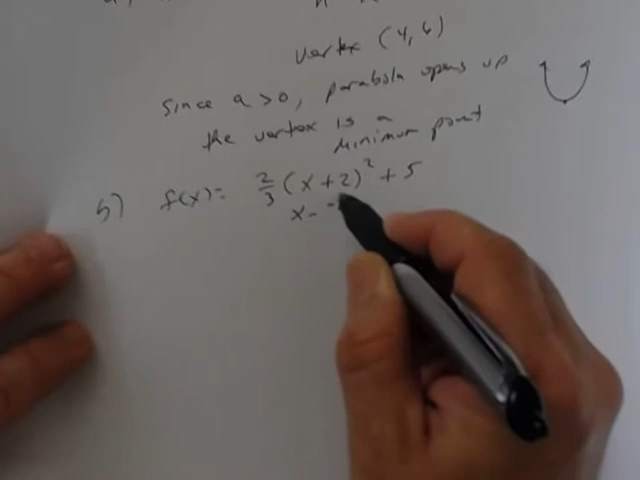 vertex (4, 6)
Since a > 0, parabola opens up
the vertex is a
minimum point
5) f(x) = 2/3 (x + 2)² + 5
x - -